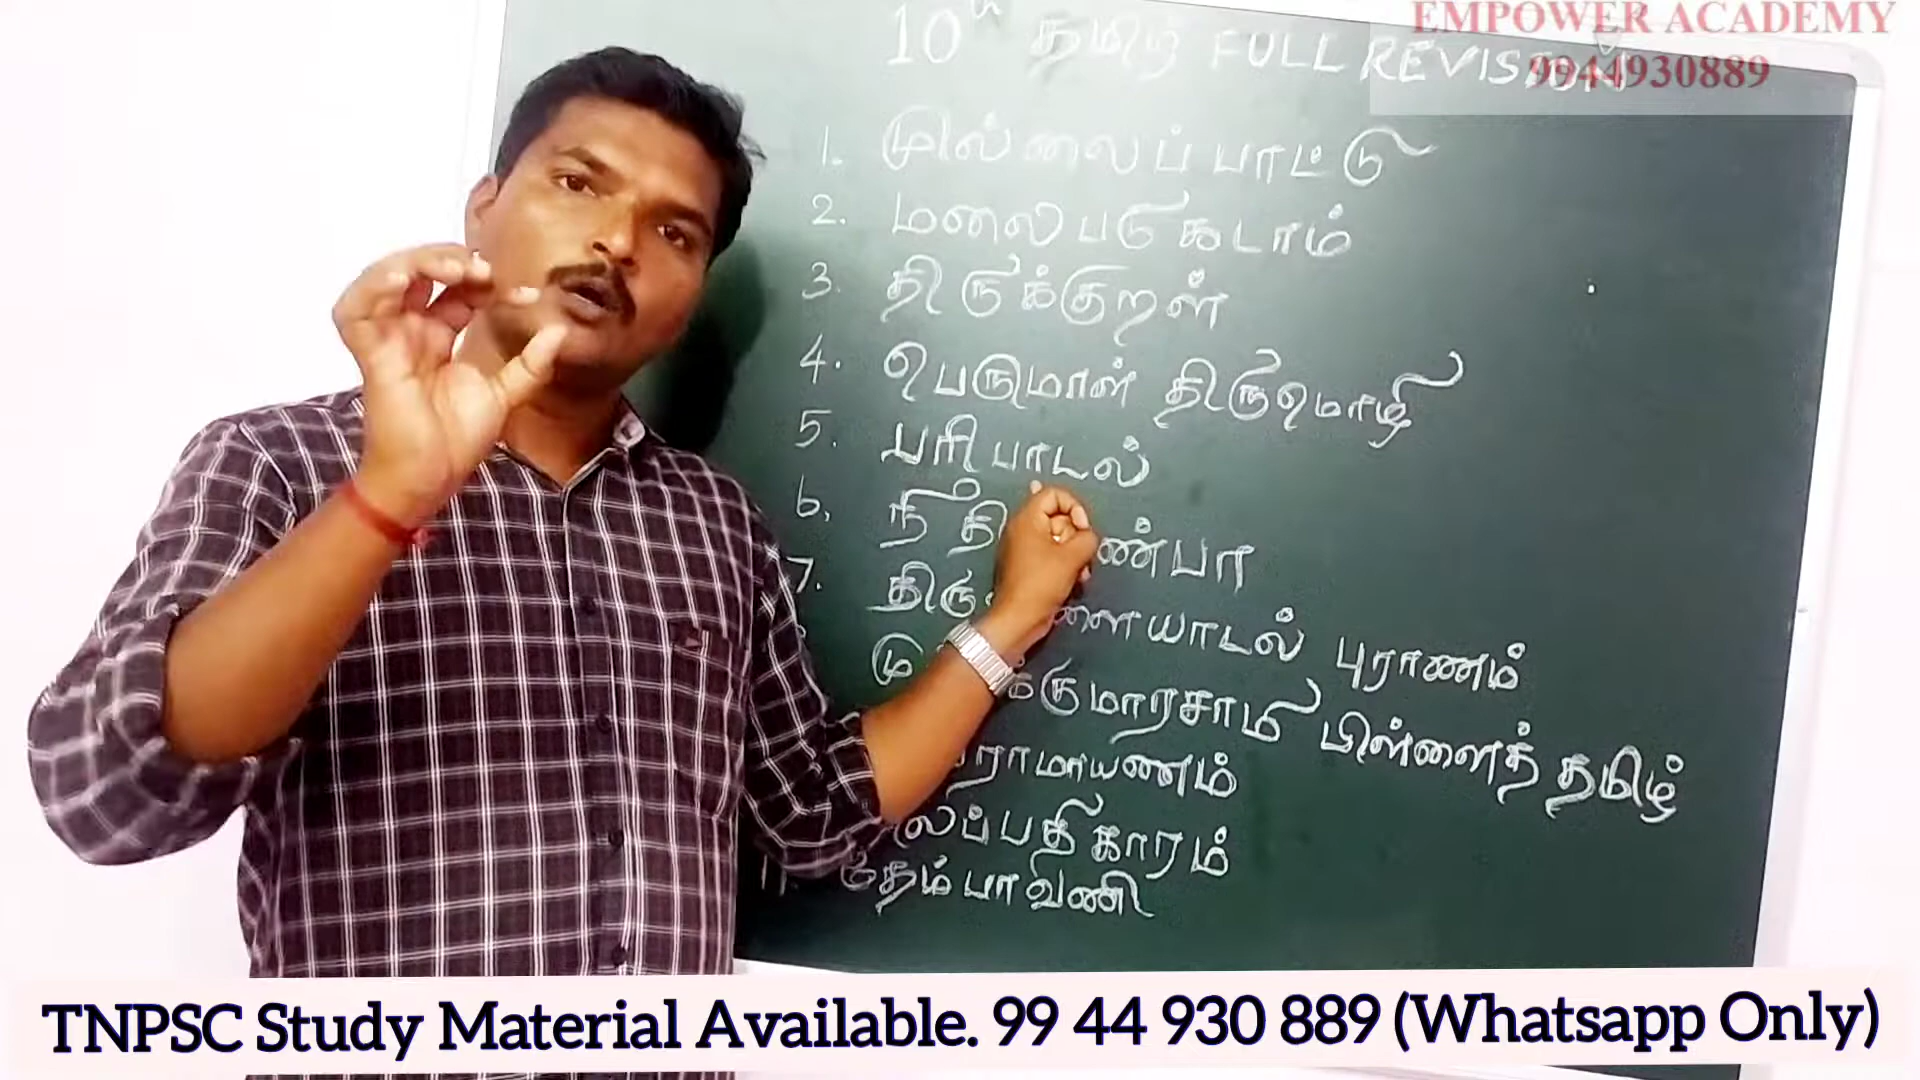 EMPOWER ACADEMY
9944930889
10th தமிழ் FULL REVISION
1. முல்லைப்பாட்டு
2. மலைபடுகடாம்
3. திருக்குறள்
4. பெருமாள் திருமொழி
5. பரிபாடல்
6. நீதி ண்பா
7. திரு ளையாடல் புராணம்
மு க்குமாரசாமி பிள்ளைத் தமிழ்
ராமாயணம்
லப்பதிகாரம்
11. தேம்பாவணி
TNPSC Study Material Available. 99 44 930 889 (Whatsapp Only)